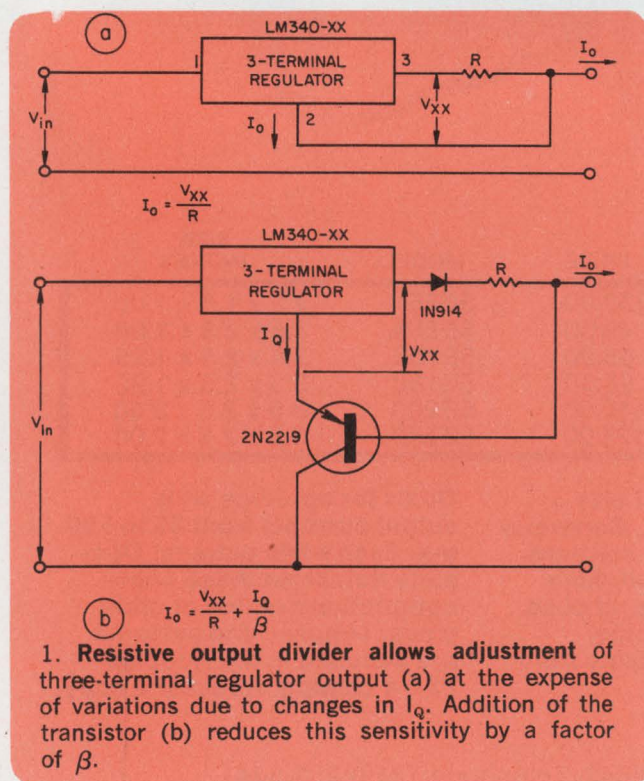 a
LM340-XX
1
3-TERMINAL
REGULATOR
3
R
Io
Vin
Io
2
VXX
Io = VXX/R
LM340-XX
3-TERMINAL
REGULATOR
R
Io
1N914
IQ
VXX
Vin
2N2219
b
Io = VXX/R + IQ/β
1. Resistive output divider allows adjustment of
three-terminal regulator output (a) at the expense
of variations due to changes in IQ. Addition of the
transistor (b) reduces this sensitivity by a factor
of β.